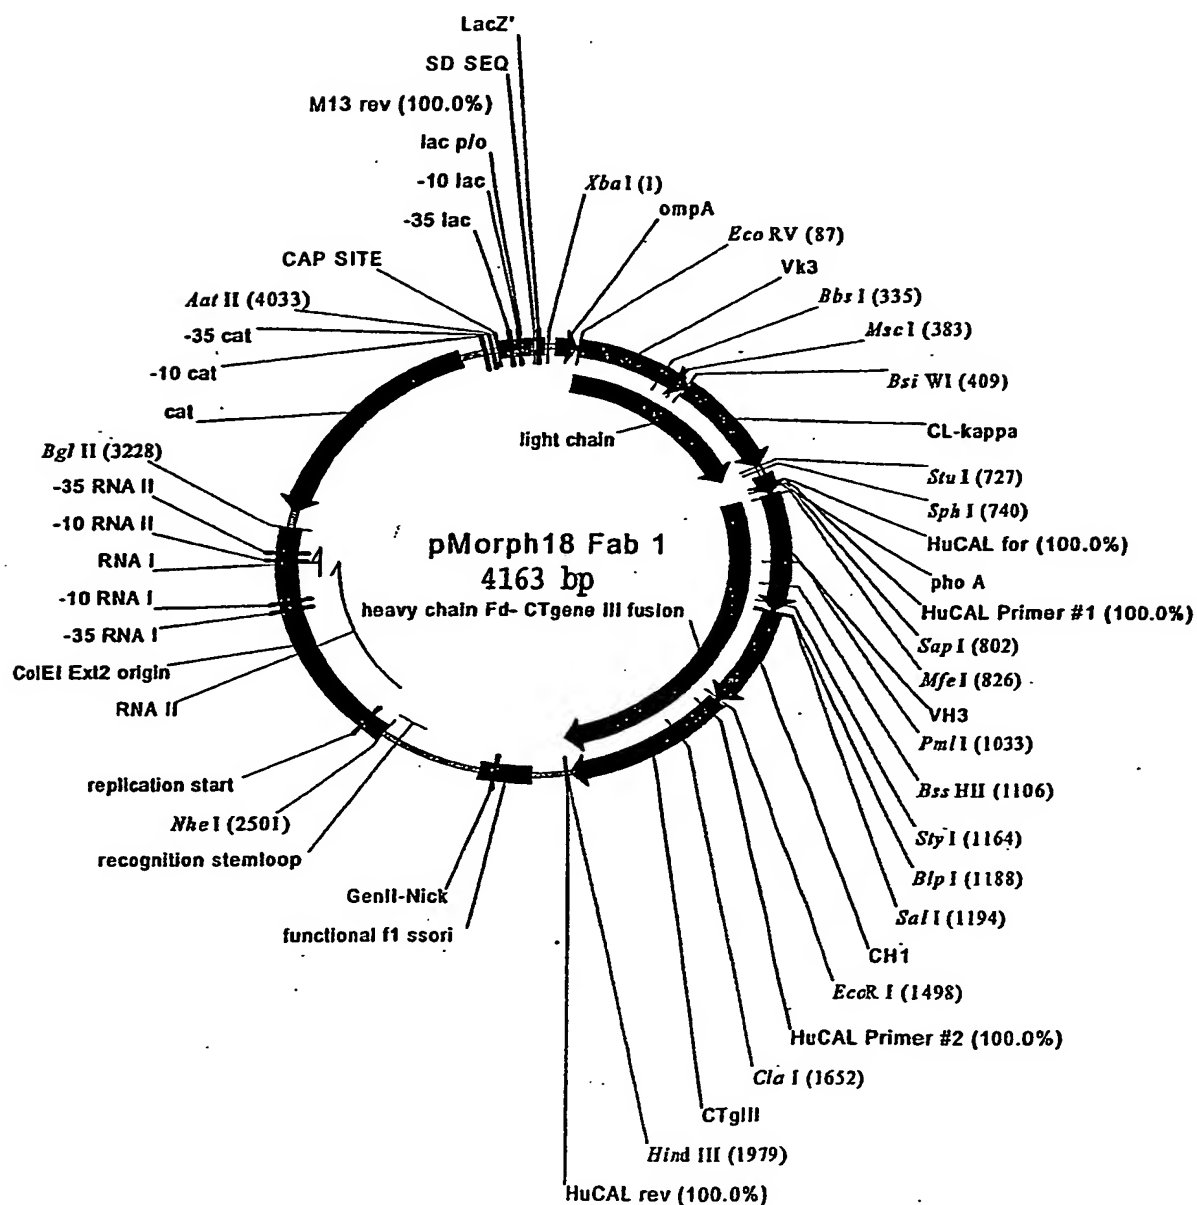 LacZ'
SD SEQ
M13 rev (100.0%)
lac p/o
-10 lac
-35 lac
CAP SITE
Aat II (4033)
-35 cat
-10 cat
cat
Bgl II (3228)
-35 RNA II
-10 RNA II
RNA I
-10 RNA I
-35 RNA I
ColEI Ext2 origin
RNA II
replication start
Nhe I (2501)
recognition stemloop
GenII-Nick
functional f1 ssori
Xba I (1)
ompA
Eco RV (87)
Vk3
Bbs I (335)
Msc I (383)
Bsi WI (409)
CL-kappa
Stu I (727)
Sph I (740)
HuCAL for (100.0%)
pho A
HuCAL Primer #1 (100.0%)
Sap I (802)
Mfe I (826)
VH3
Pml I (1033)
Bss HII (1106)
Sty I (1164)
Blp I (1188)
Sal I (1194)
CH1
EcoR I (1498)
HuCAL Primer #2 (100.0%)
Cla I (1652)
CTgIII
Hind III (1979)
HuCAL rev (100.0%)
light chain
pMorph18 Fab 1
4163 bp
heavy chain Fd- CTgene III fusion